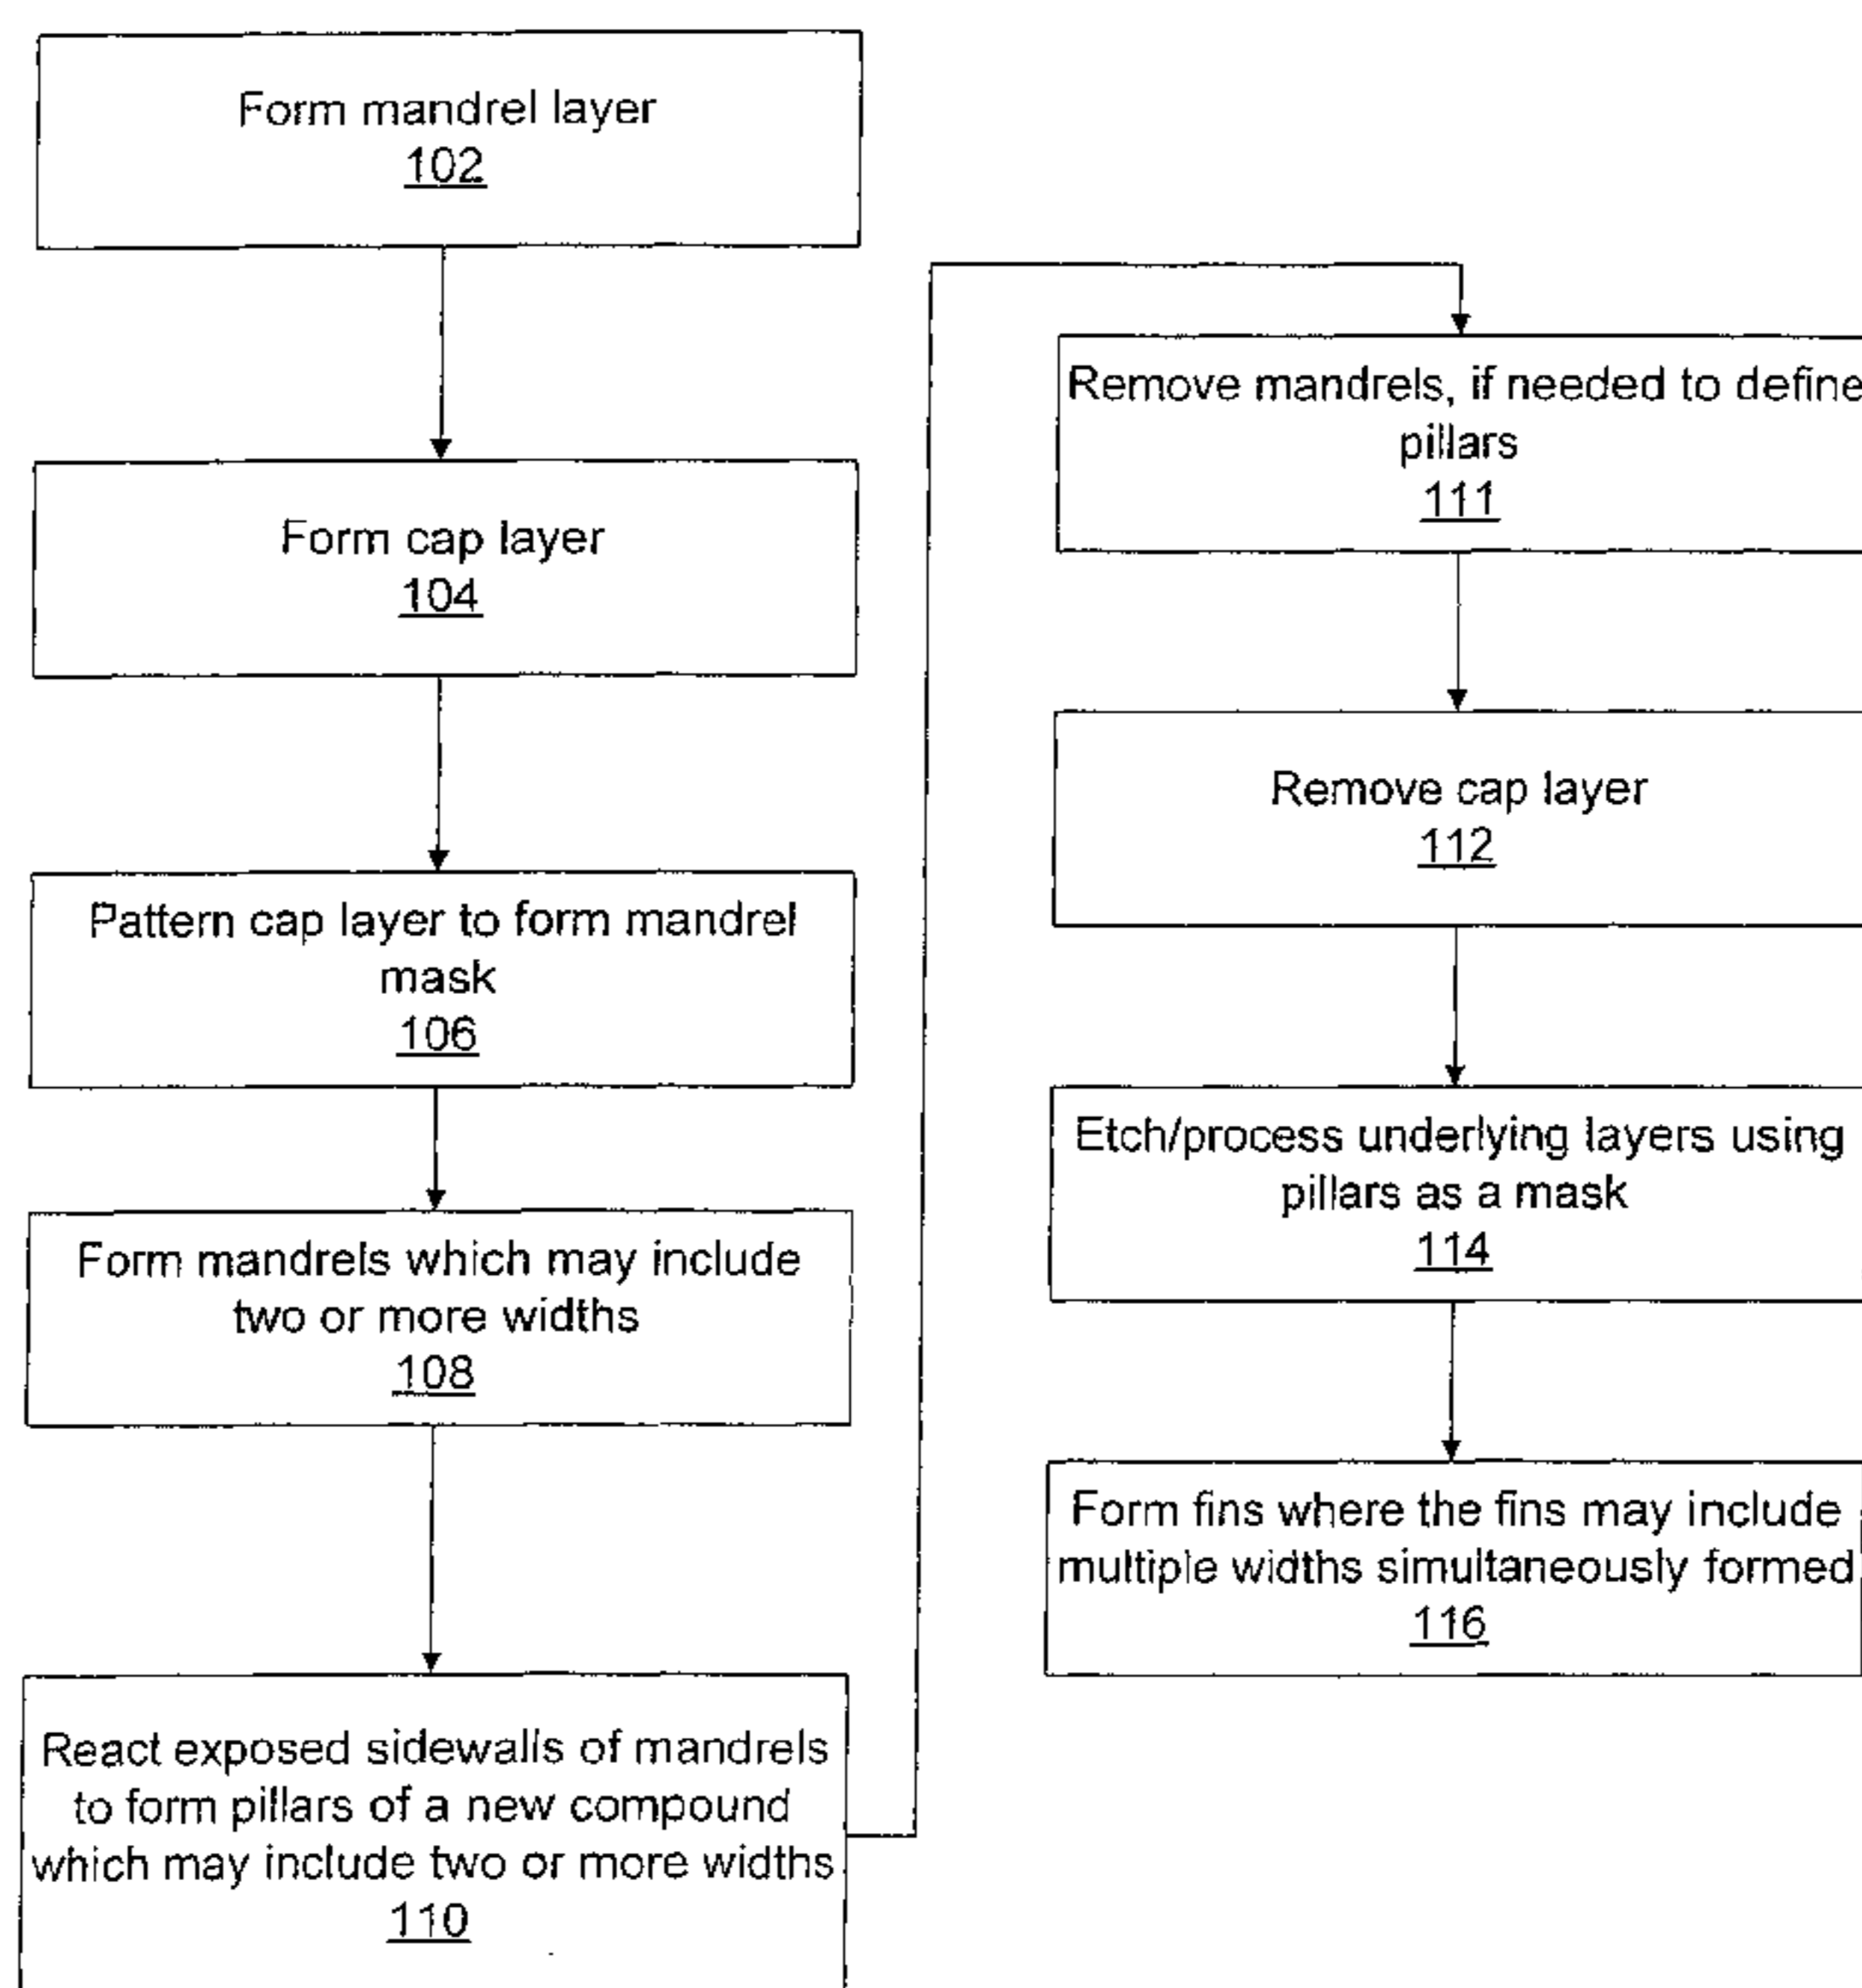 Form mandrel layer
102
Form cap layer
104
Pattern cap layer to form mandrel
mask
106
Form mandrels which may include
two or more widths
108
React exposed sidewalls of mandrels
to form pillars of a new compound
which may include two or more widths
110
Remove mandrels, if needed to define
pillars
111
Remove cap layer
112
Etch/process underlying layers using
pillars as a mask
114
Form fins where the fins may include
multiple widths simultaneously formed
116